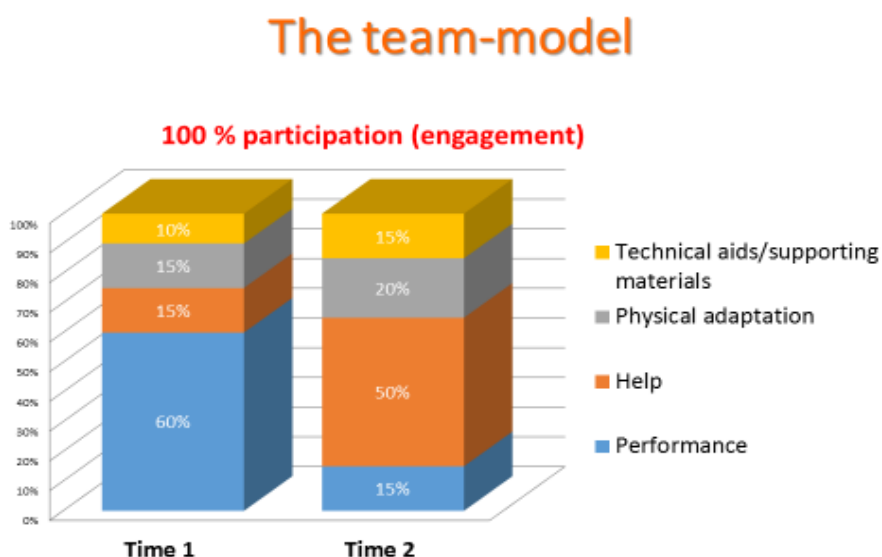 The team-model
100 % participation (engagement)
100%
90%
80%
70%
60%
50%
40%
30%
20%
10%
0%
10%
15%
15%
60%
15%
20%
50%
15%
Time 1
Time 2
Technical aids/supporting
materials
Physical adaptation
Help
Performance